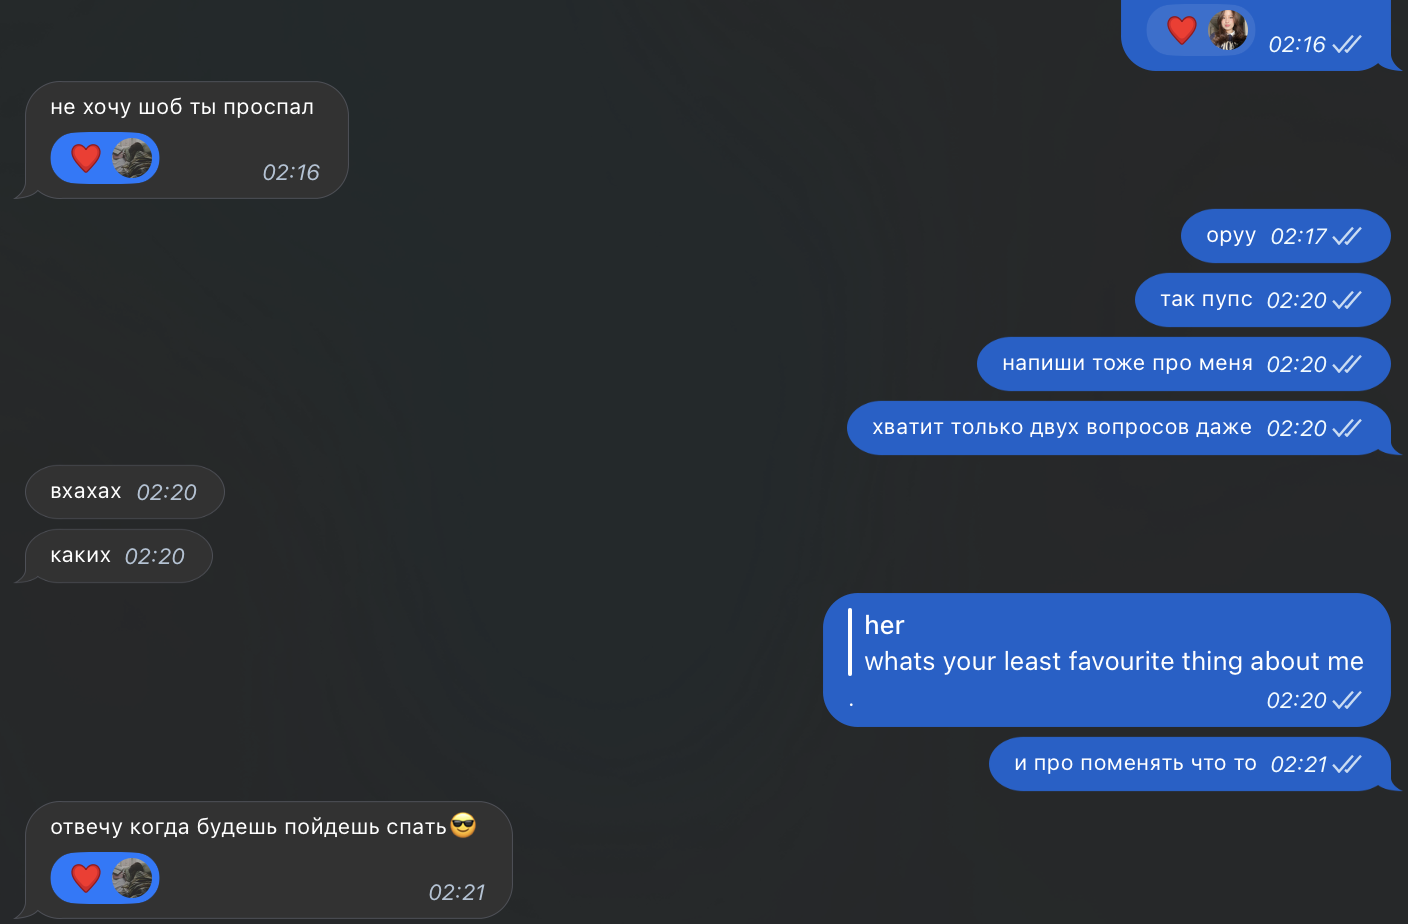 02:16
не хочу шоб ты проспал
02:16
оруу 02:17
так пупс 02:20
напиши тоже про меня 02:20
хватит только двух вопросов даже 02:20
вхахах 02:20
каких 02:20
her
whats your least favourite thing about me
. 02:20
и про поменять что то 02:21
отвечу когда будешь пойдешь спать😎
02:21